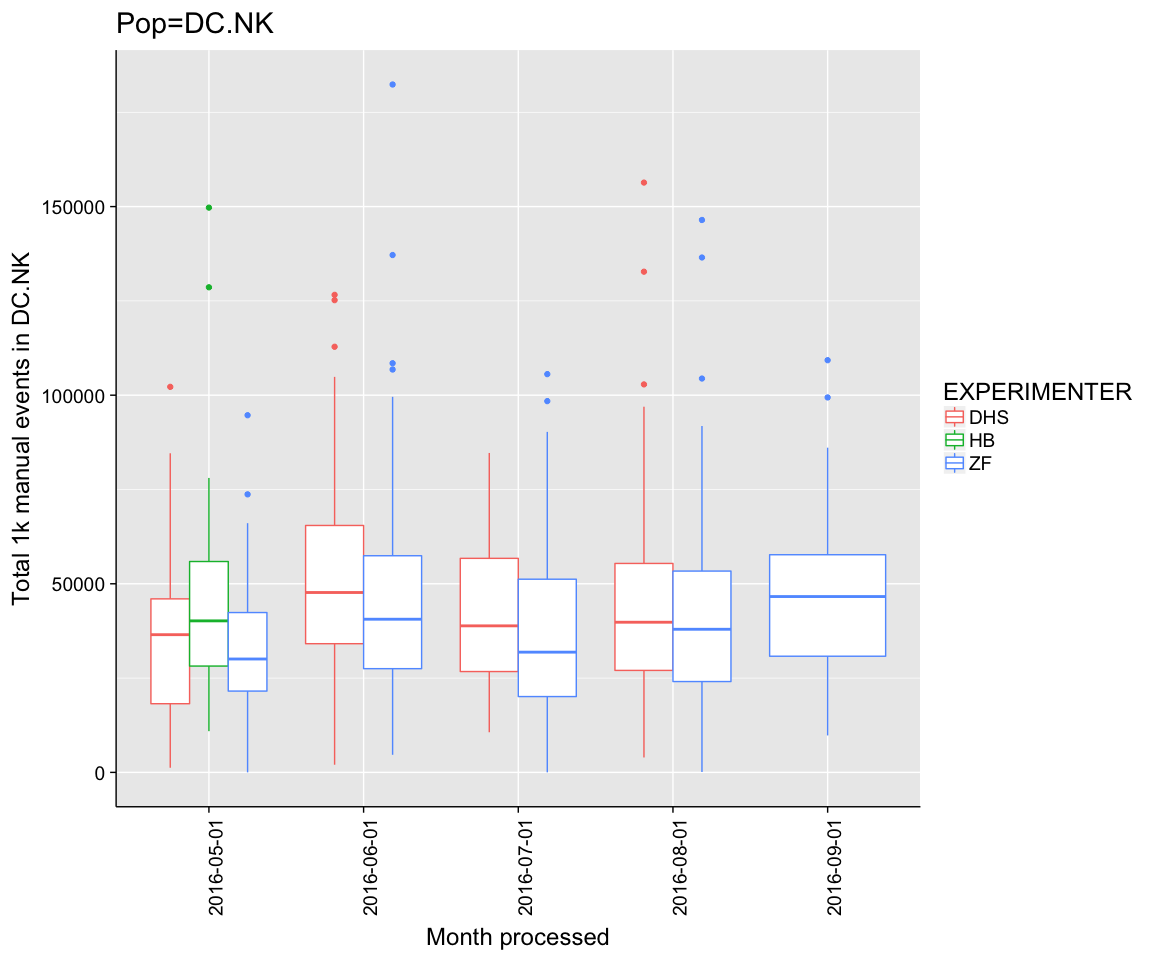 Pop=DC.NK
Total 1k manual events in DC.NK
150000
100000
50000
0
2016-05-01
2016-06-01
2016-07-01
2016-08-01
2016-09-01
Month processed
EXPERIMENTER
DHS
HB
ZF